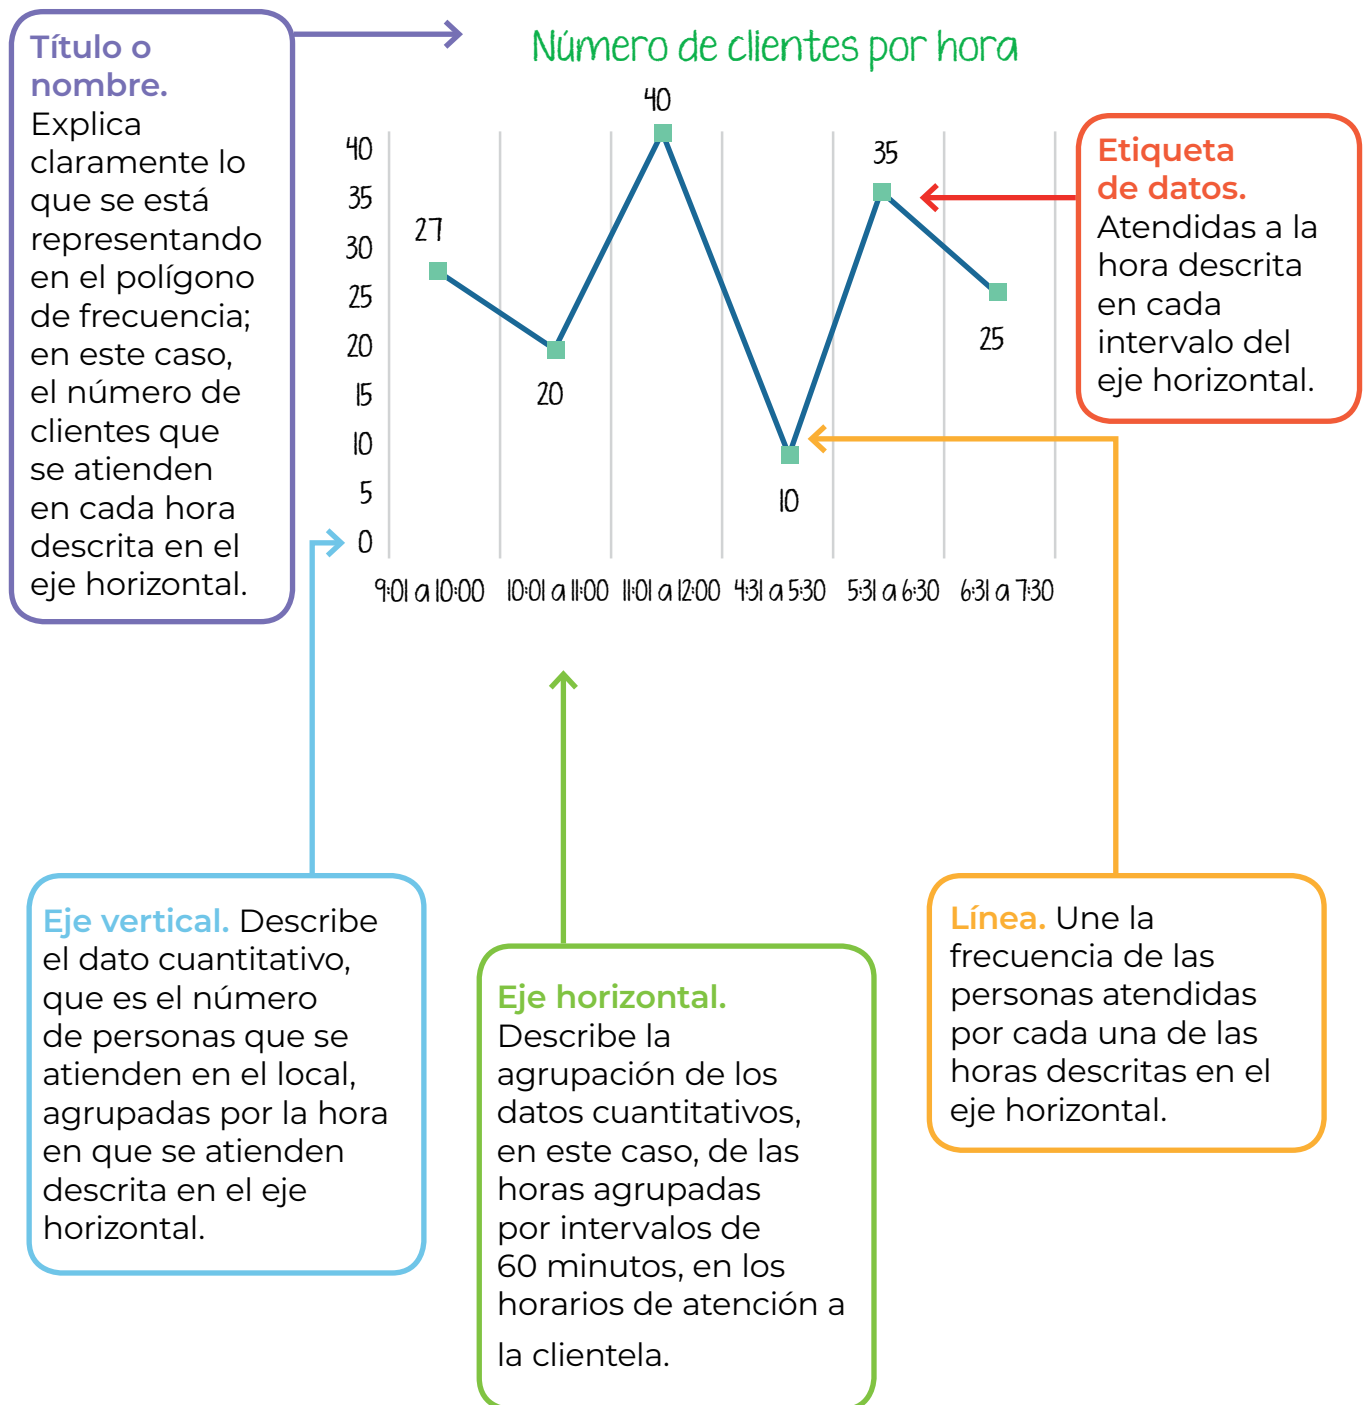 Título o
nombre.
Explica
claramente lo
que se está
representando
en el polígono
de frecuencia;
en este caso,
el número de
clientes que
se atienden
en cada hora
descrita en el
eje horizontal.
Número de clientes por hora
40
35
30
25
20
15
10
5
0
27
20
40
10
35
25
9:01 a 10:00 10:01 a 11:00 11:01 a 12:00 4:31 a 5:30 5:31 a 6:30 6:31 a 7:30
Etiqueta
de datos.
Atendidas a la
hora descrita
en cada
intervalo del
eje horizontal.
Eje vertical. Describe
el dato cuantitativo,
que es el número
de personas que se
atienden en el local,
agrupadas por la hora
en que se atienden
descrita en el eje
horizontal.
Eje horizontal.
Describe la
agrupación de los
datos cuantitativos,
en este caso, de las
horas agrupadas
por intervalos de
60 minutos, en los
horarios de atención a
la clientela.
Línea. Une la
frecuencia de las
personas atendidas
por cada una de las
horas descritas en el
eje horizontal.